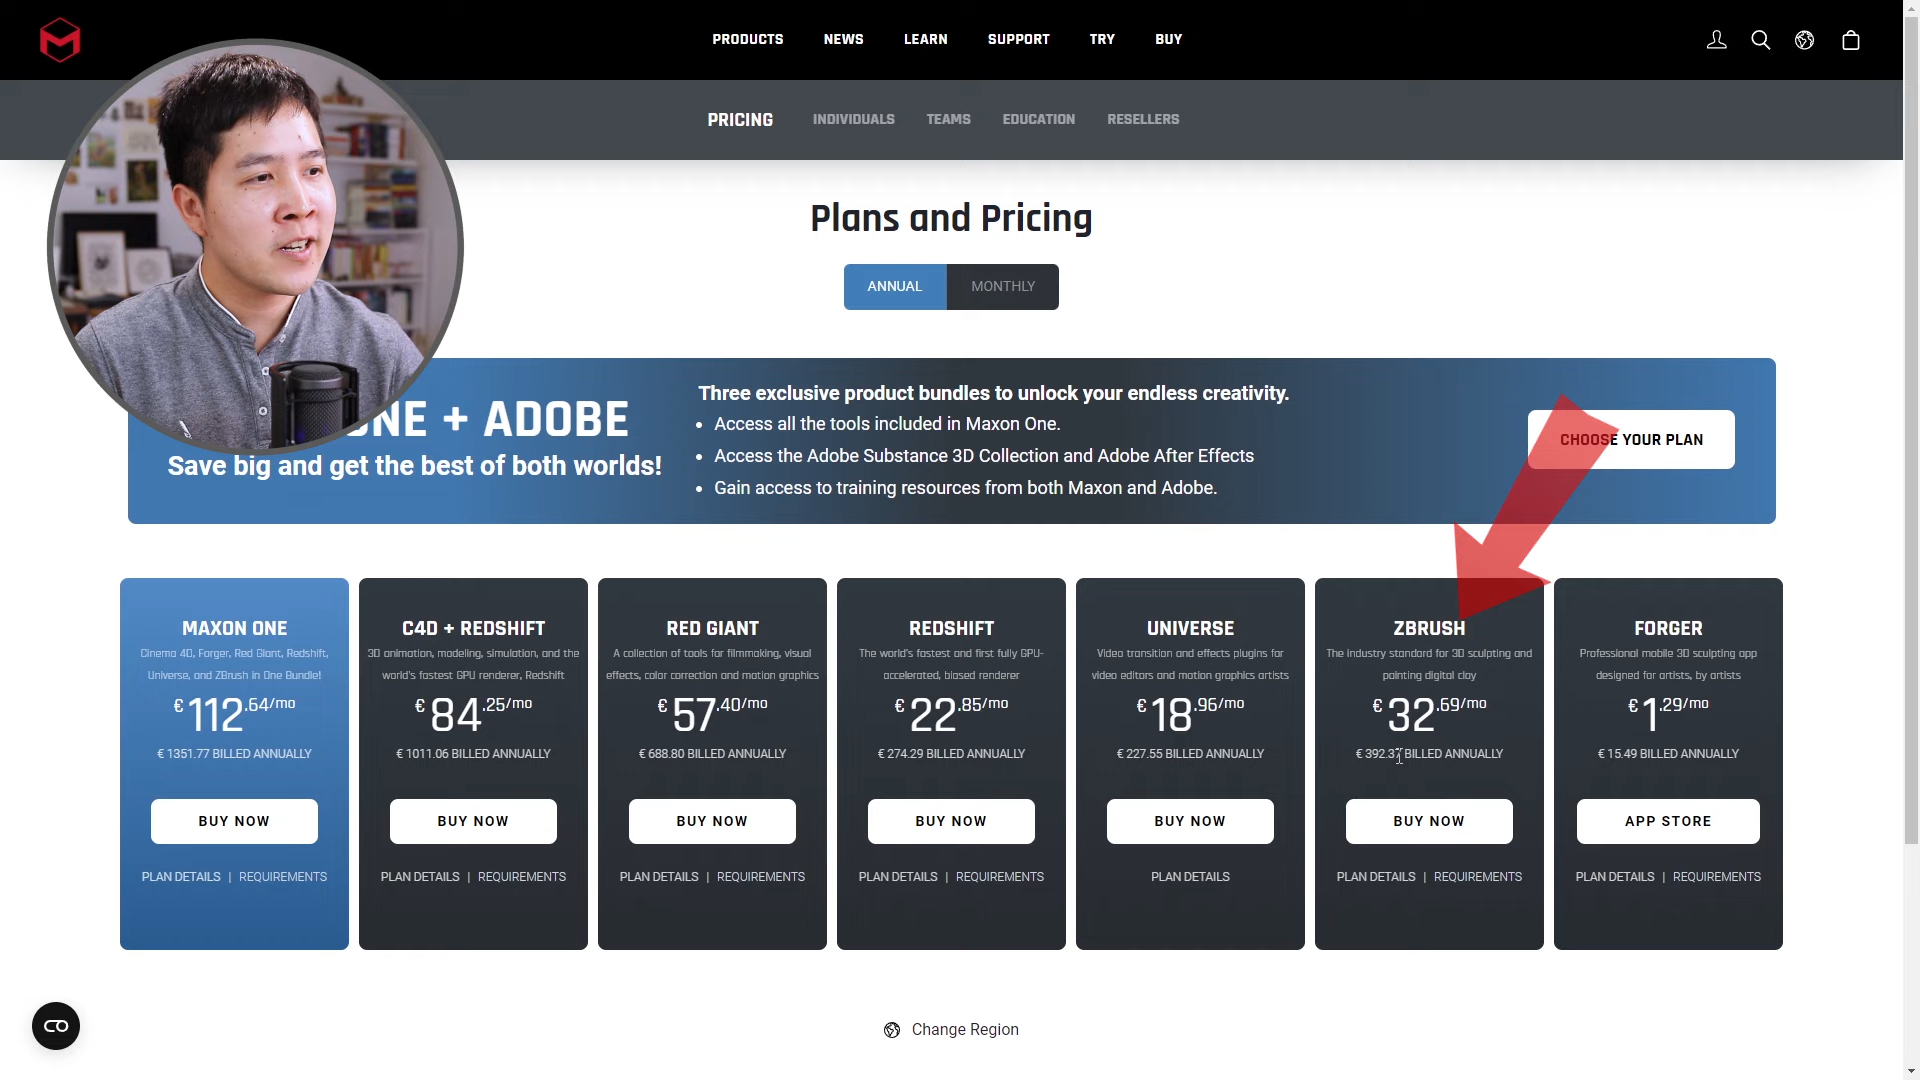 PRODUCTS NEWS LEARN SUPPORT TRY BUY
PRICING INDIVIDUALS TEAMS EDUCATION RESELLERS
Plans and Pricing
ANNUAL MONTHLY
NE + ADOBE
Save big and get the best of both worlds!
Three exclusive product bundles to unlock your endless creativity.
• Access all the tools included in Maxon One.
• Access the Adobe Substance 3D Collection and Adobe After Effects
• Gain access to training resources from both Maxon and Adobe.
CHOOSE YOUR PLAN
MAXON ONE
Cinema 4D, Forger, Red Giant, Redshift,
Universe, and ZBrush in One Bundle!
€ 112.64/mo
€ 1351.77 BILLED ANNUALLY
BUY NOW
PLAN DETAILS | REQUIREMENTS
C4D + REDSHIFT
3D animation, modeling, simulation, and the
world's fastest GPU renderer, Redshift
€ 84.25/mo
€ 1011.06 BILLED ANNUALLY
BUY NOW
PLAN DETAILS | REQUIREMENTS
RED GIANT
A collection of tools for filmmaking, visual
effects, color correction and motion graphics
€ 57.40/mo
€ 688.80 BILLED ANNUALLY
BUY NOW
PLAN DETAILS | REQUIREMENTS
REDSHIFT
The world's fastest and first fully GPU-
accelerated, biased renderer
€ 22.85/mo
€ 274.29 BILLED ANNUALLY
BUY NOW
PLAN DETAILS | REQUIREMENTS
UNIVERSE
Video transition and effects plugins for
video editors and motion graphics artists
€ 18.96/mo
€ 227.55 BILLED ANNUALLY
BUY NOW
PLAN DETAILS
ZBRUSH
The industry standard for 3D sculpting and
painting digital clay
€ 32.69/mo
€ 392.37 BILLED ANNUALLY
BUY NOW
PLAN DETAILS | REQUIREMENTS
FORGER
Professional mobile 3D sculpting app
designed for artists, by artists
€ 1.29/mo
€ 15.49 BILLED ANNUALLY
APP STORE
PLAN DETAILS | REQUIREMENTS
Change Region